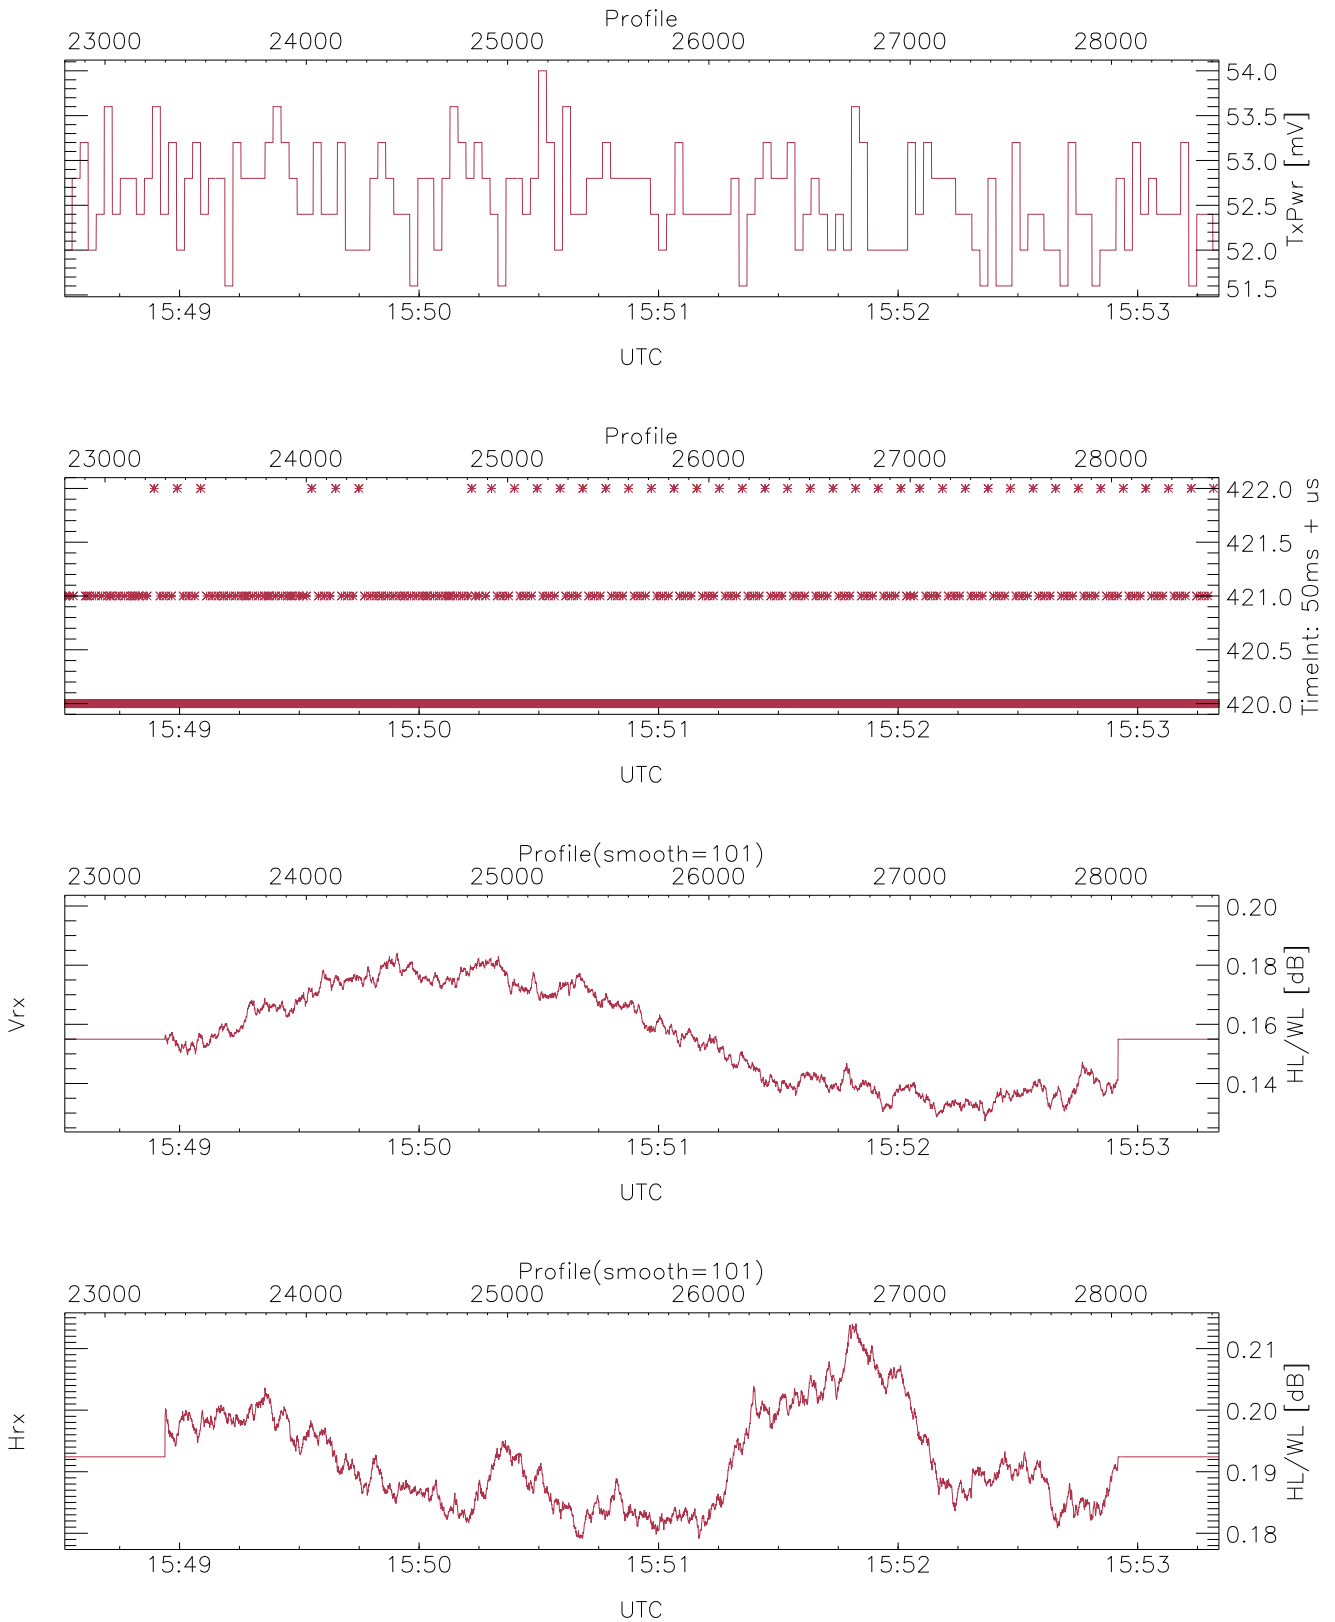 Profile
23000 24000 25000 26000 27000 28000
54.0
53.5
53.0
52.5
52.0
51.5
TxPwr [mV]
15:49 15:50 15:51 15:52 15:53
UTC
Profile
23000 24000 25000 26000 27000 28000
422.0
421.5
421.0
420.5
420.0
TimeInt: 50ms + us
15:49 15:50 15:51 15:52 15:53
UTC
Profile(smooth=101)
23000 24000 25000 26000 27000 28000
Vrx
0.20
0.18
0.16
0.14
HL/WL [dB]
15:49 15:50 15:51 15:52 15:53
UTC
Profile(smooth=101)
23000 24000 25000 26000 27000 28000
Hrx
0.21
0.20
0.19
0.18
HL/WL [dB]
15:49 15:50 15:51 15:52 15:53
UTC